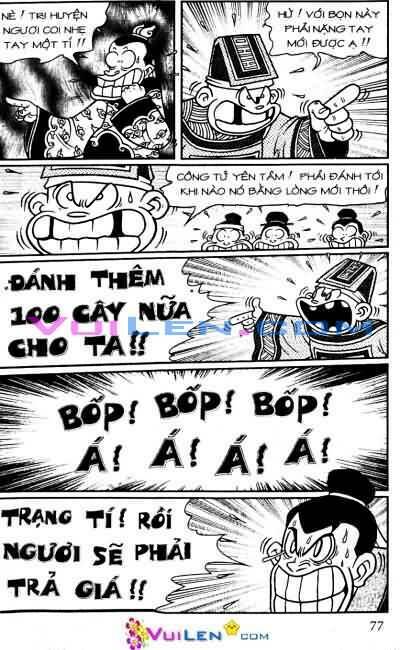 NÈ! TRI HUYỆN
NGƯƠI COI NHẸ
TAY MỘT TÍ!!
HỪ! VỚI BỌN NÀY
PHẢI NẶNG TAY
MỚI ĐƯỢC Ạ!!
CÔNG TỬ YÊN TÂM! PHẢI ĐÁNH TỚI
KHI NÀO NÓ BẰNG LÒNG MỚI THÔI!
ĐÁNH THÊM
100 CÂY NỮA
CHO TA!!
VUILEN.COM
BỐP! BỐP! BỐP!
Á! Á! Á! Á!
TRẠNG TÍ! RỒI
NGƯƠI SẼ PHẢI
TRẢ GIÁ!!
77
VUILEN.COM